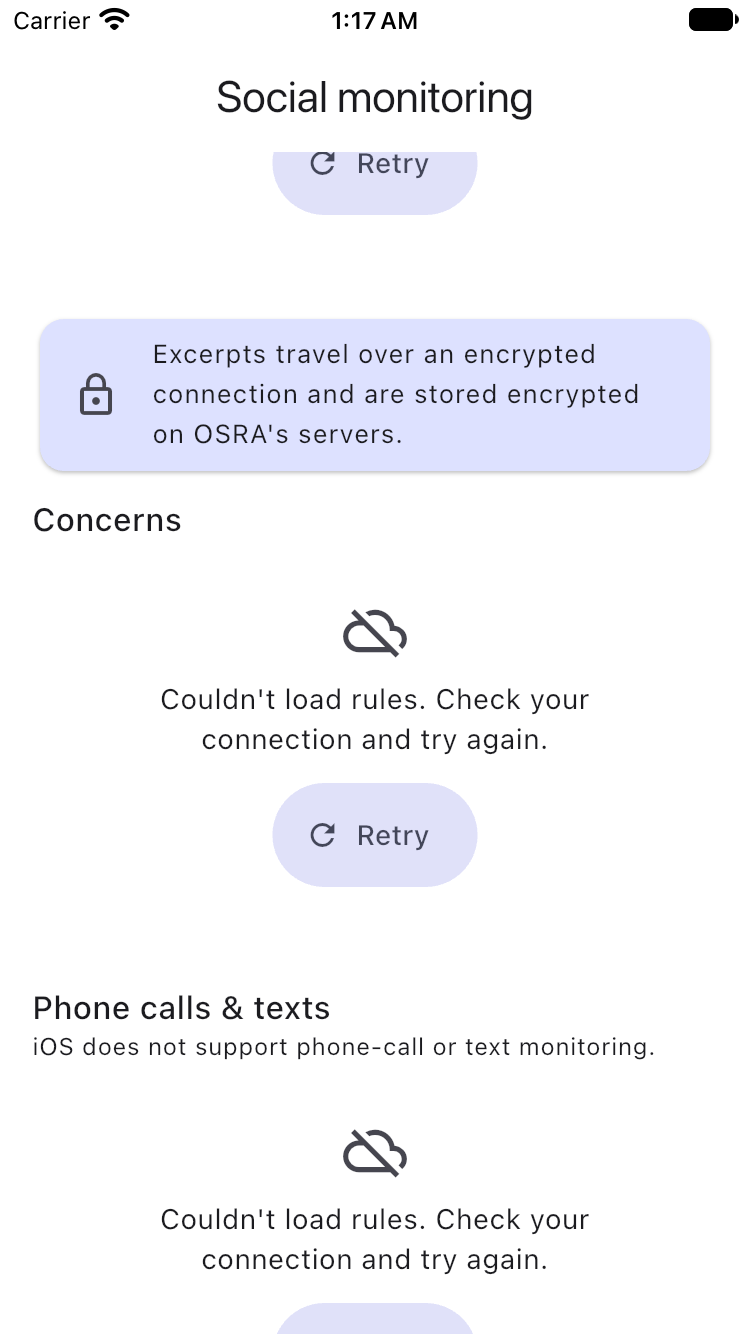 Carrier 1:17 AM
Social monitoring
Retry
Excerpts travel over an encrypted
connection and are stored encrypted
on OSRA's servers.
Concerns
Couldn't load rules. Check your
connection and try again.
Retry
Phone calls & texts
iOS does not support phone-call or text monitoring.
Couldn't load rules. Check your
connection and try again.